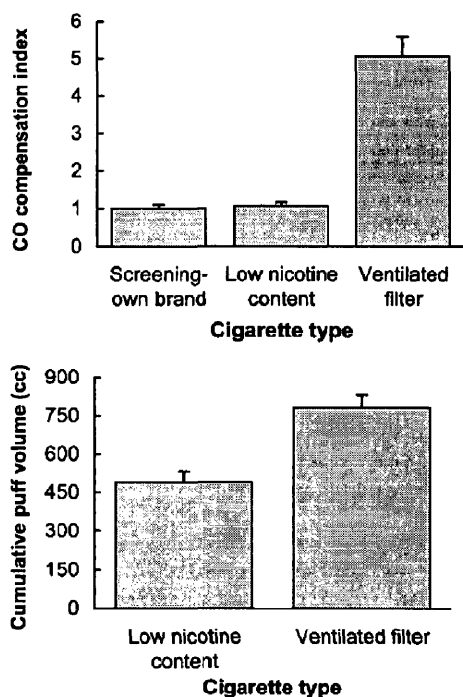 CO compensation index
6
5
4
3
2
1
0
Screening-
own brand
Low nicotine
content
Ventilated
filter
Cigarette type
Cumulative puff volume (cc)
900
750
600
450
300
150
0
Low nicotine
content
Ventilated filter
Cigarette type